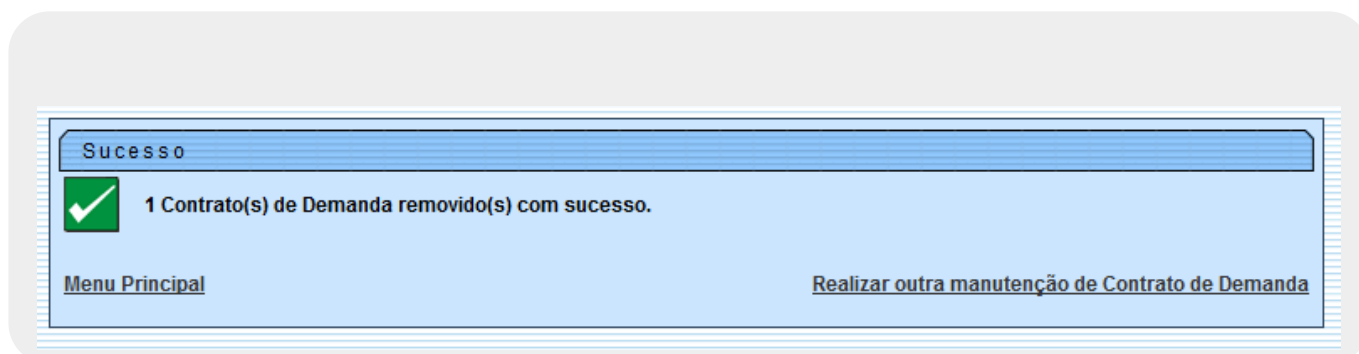 Sucesso
1 Contrato(s) de Demanda removido(s) com sucesso.
Menu Principal
Realizar outra manutenção de Contrato de Demanda